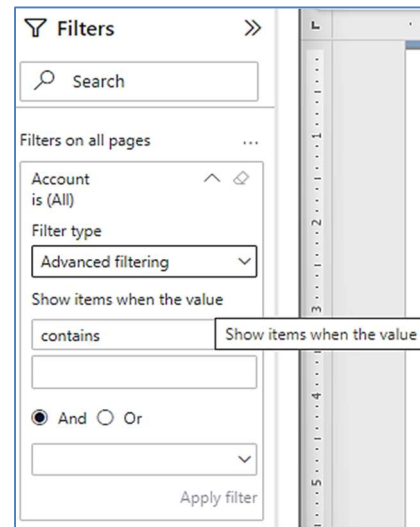 Filters
Search
Filters on all pages
Account
is (All)
Filter type
Advanced filtering
Show items when the value
contains
Show items when the value
And Or
Apply filter
1
2
3
4
5